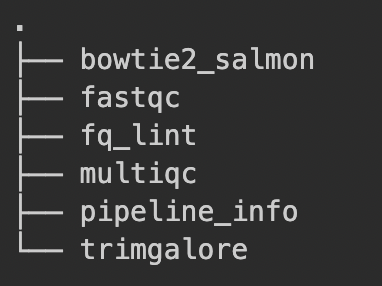 .
├── bowtie2_salmon
├── fastqc
├── fq_lint
├── multiqc
├── pipeline_info
└── trimgalore